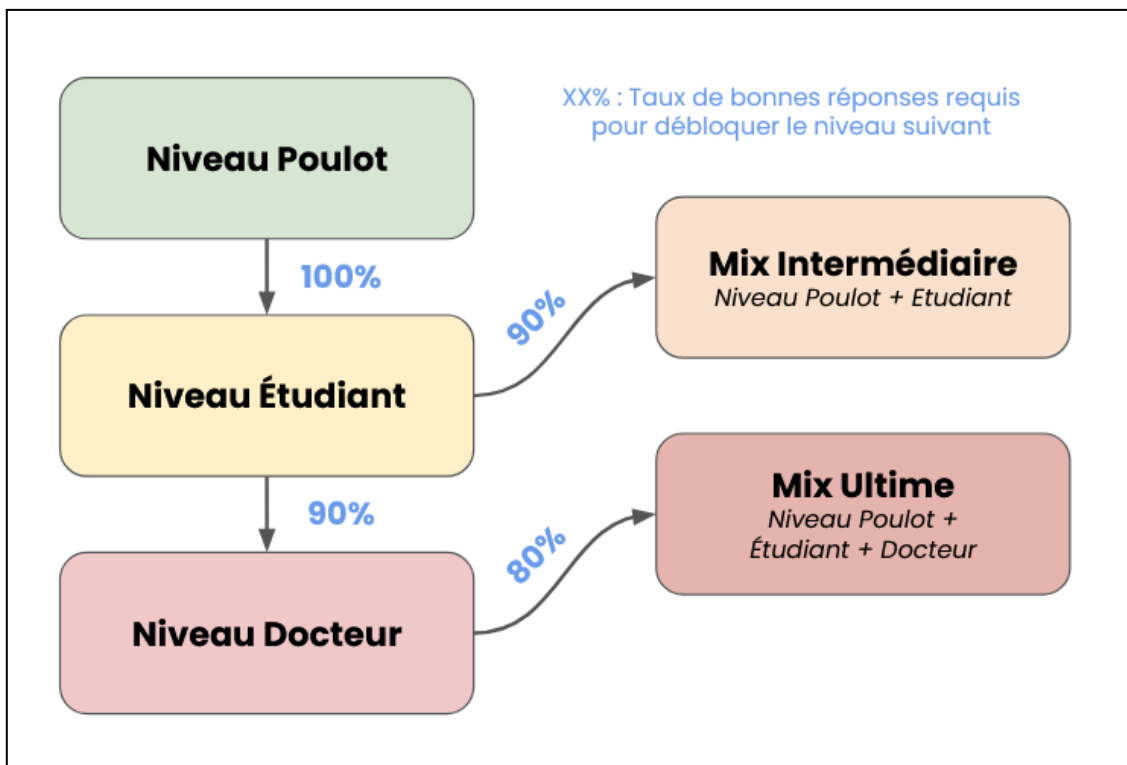 Niveau Poulot
XX% : Taux de bonnes réponses requis
pour débloquer le niveau suivant
100%
Mix Intermédiaire
Niveau Poulot + Etudiant
90%
Niveau Étudiant
90%
Mix Ultime
Niveau Poulot +
Étudiant + Docteur
80%
Niveau Docteur